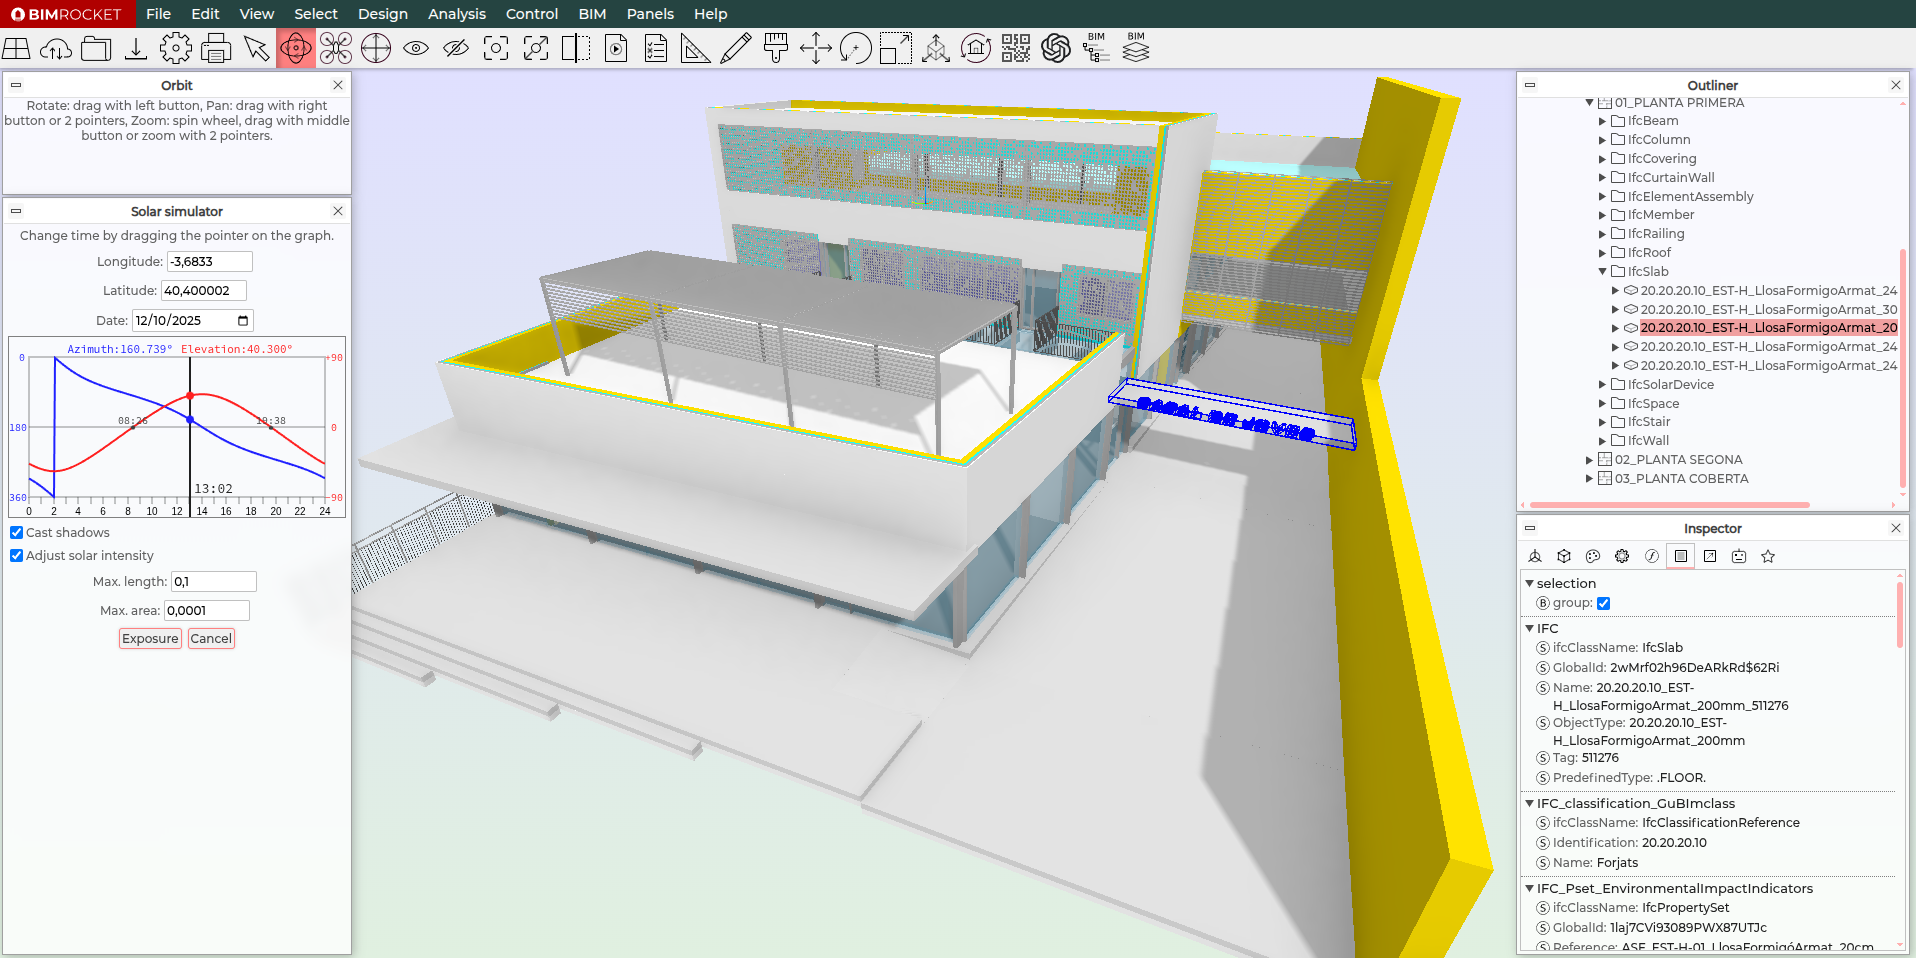 BIMROCKET File Edit View Select Design Analysis Control BIM Panels Help
BIM BIM
Orbit
Rotate: drag with left button, Pan: drag with right
button or 2 pointers, Zoom: spin wheel, drag with middle
button or zoom with 2 pointers.
Solar simulator
Change time by dragging the pointer on the graph.
Longitude: -3,6833
Latitude: 40,400002
Date: 12/10/2025
Azimuth:160.739° Elevation:40.300°
0 +90
08:26 19:38
180 0
13:02
360 -90
0 2 4 6 8 10 12 14 16 18 20 22 24
Cast shadows
Adjust solar intensity
Max. length: 0,1
Max. area: 0,0001
Exposure Cancel
Outliner
01_PLANTA PRIMERA
IfcBeam
IfcColumn
IfcCovering
IfcCurtainWall
IfcElementAssembly
IfcMember
IfcRailing
IfcRoof
IfcSlab
20.20.20.10_EST-H_LlosaFormigoArmat_24
20.20.20.10_EST-H_LlosaFormigoArmat_30
20.20.20.10_EST-H_LlosaFormigoArmat_20
20.20.20.10_EST-H_LlosaFormigoArmat_24
20.20.20.10_EST-H_LlosaFormigoArmat_24
IfcSolarDevice
IfcSpace
IfcStair
IfcWall
02_PLANTA SEGONA
03_PLANTA COBERTA
Inspector
selection
B group:
IFC
S ifcClassName: IfcSlab
S GlobalId: 2wMrf02h96DeARkRd$62Ri
S Name: 20.20.20.10_EST-
H_LlosaFormigoArmat_200mm_511276
S ObjectType: 20.20.20.10_EST-
H_LlosaFormigoArmat_200mm
S Tag: 511276
S PredefinedType: .FLOOR.
IFC_classification_GuBImclass
S ifcClassName: IfcClassificationReference
S Identification: 20.20.20.10
S Name: Forjats
IFC_Pset_EnvironmentalImpactIndicators
S ifcClassName: IfcPropertySet
S GlobalId: 1laj7CVi93089PWX87UTJc
S Reference: ASE_EST-H-01_LlosaFormigóArmat_20cm